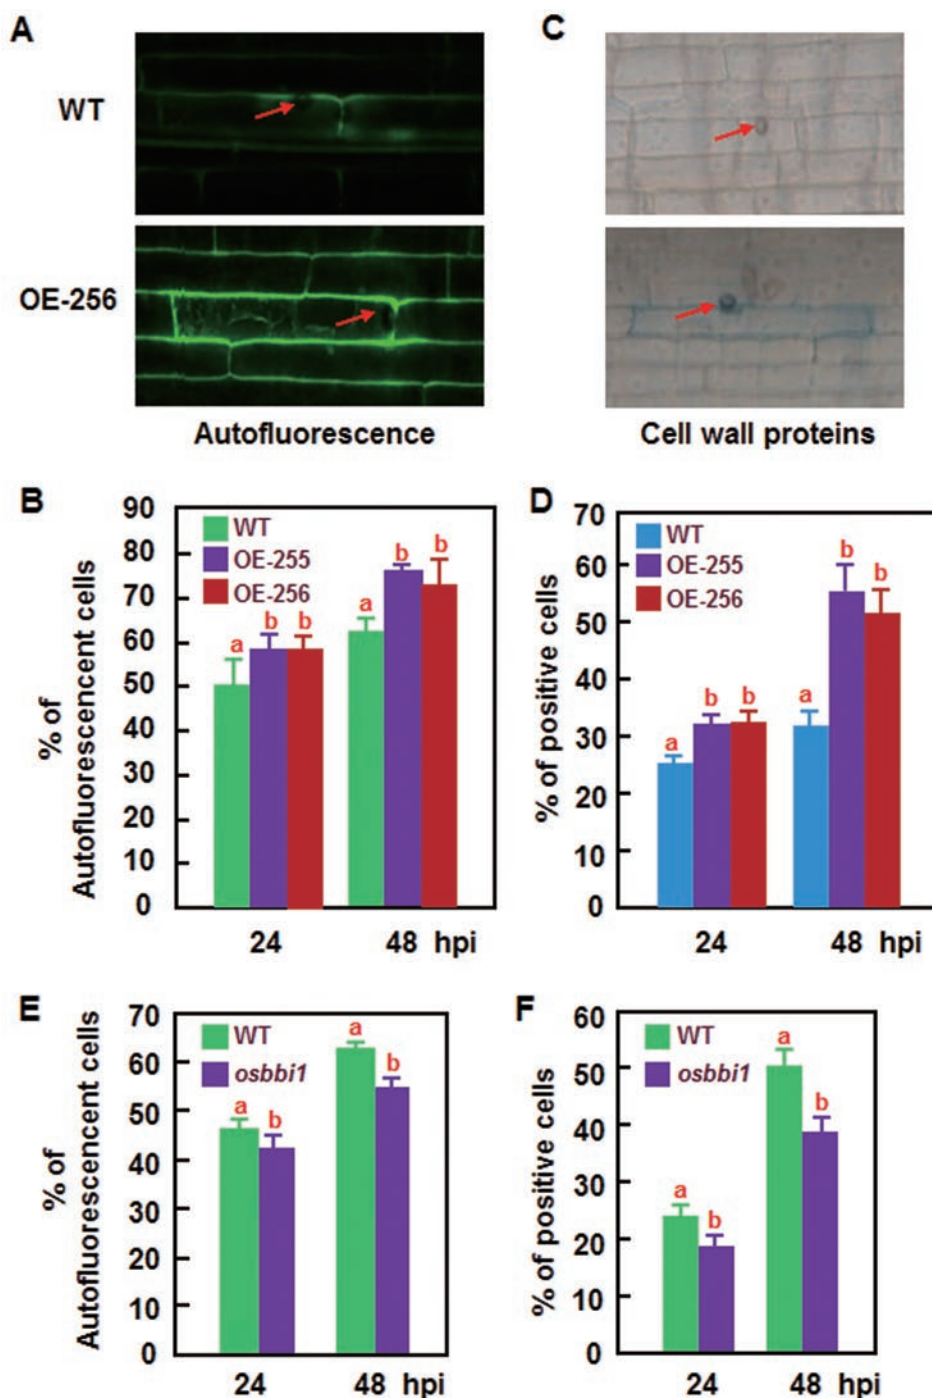 A
WT
OE-256
Autofluorescence
C
Cell wall proteins
B
% of
Autofluorescencent cells
90
80
70
60
50
40
30
20
10
0
WT
OE-255
OE-256
a
b
b
a
b
b
24
48 hpi
D
% of positive cells
70
60
50
40
30
20
10
0
WT
OE-255
OE-256
a
b
b
a
b
b
24
48 hpi
E
% of
Autofluorescencent cells
70
60
50
40
30
20
10
0
WT
osbbi1
a
b
a
b
24
48 hpi
F
% of positive cells
60
50
40
30
20
10
0
WT
osbbi1
a
b
a
b
24
48 hpi